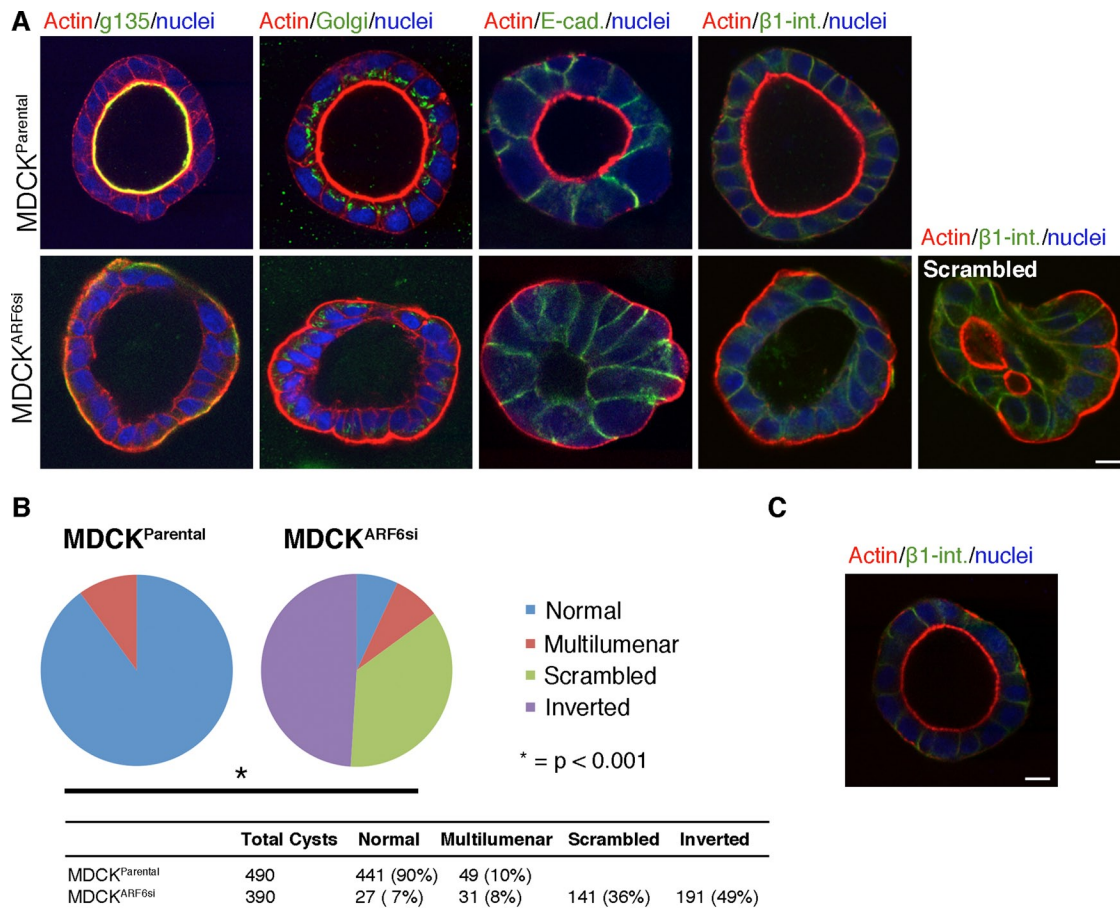 A
Actin/g135/nuclei
Actin/Golgi/nuclei
Actin/E-cad./nuclei
Actin/β1-int./nuclei
MDCKParental
MDCKARF6si
Actin/β1-int./nuclei
Scrambled
B
MDCKParental
MDCKARF6si
Normal
Multilumenar
Scrambled
Inverted
*
* = p < 0.001
C
Actin/β1-int./nuclei
Total Cysts Normal Multilumenar Scrambled Inverted
MDCKParental 490 441 (90%) 49 (10%)
MDCKARF6si 390 27 ( 7%) 31 (8%) 141 (36%) 191 (49%)